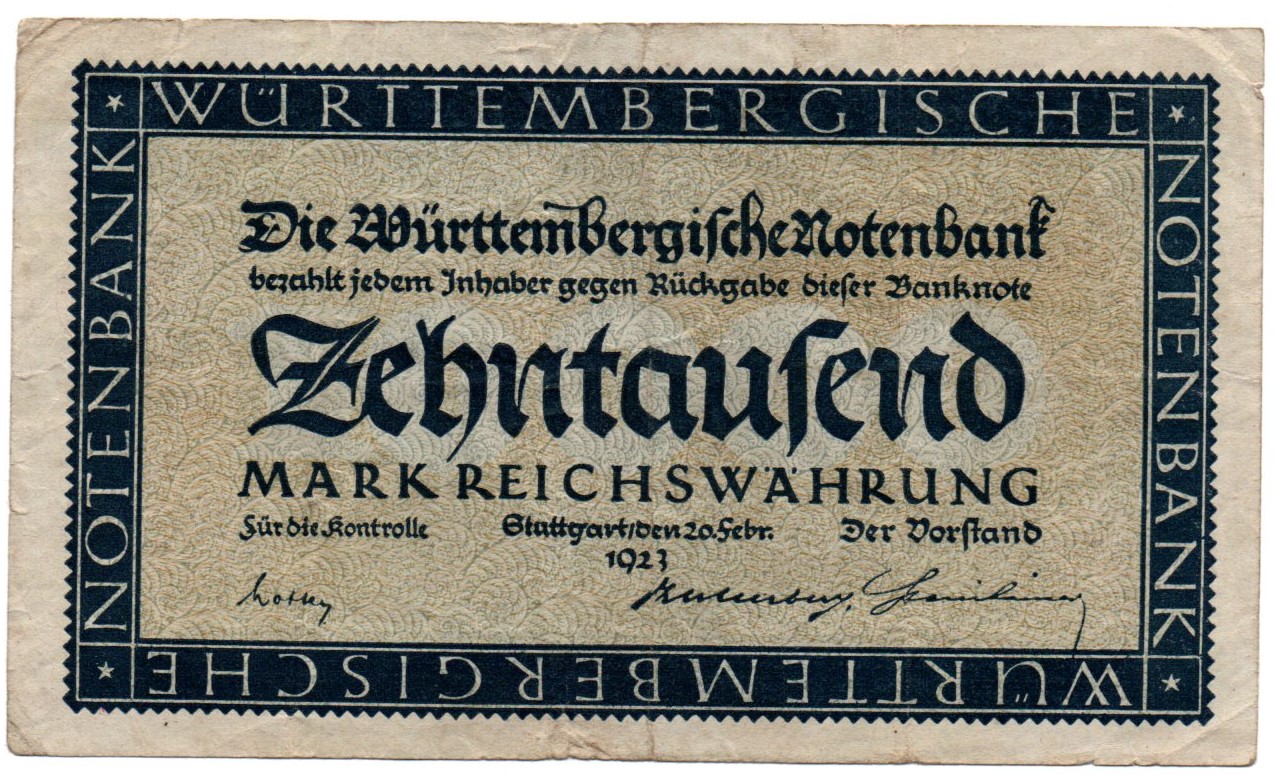 WÜRTTEMBERGISCHE
NOTENBANK
NOTENBANK
Die Württembergische Notenbank
bezahlt jedem Inhaber gegen Rückgabe dieser Banknote
Zehntausend
MARK REICHSWÄHRUNG
Für die Kontrolle Stuttgart, den 20. Febr. Der Vorstand
1923
WÜRTTEMBERGISCHE